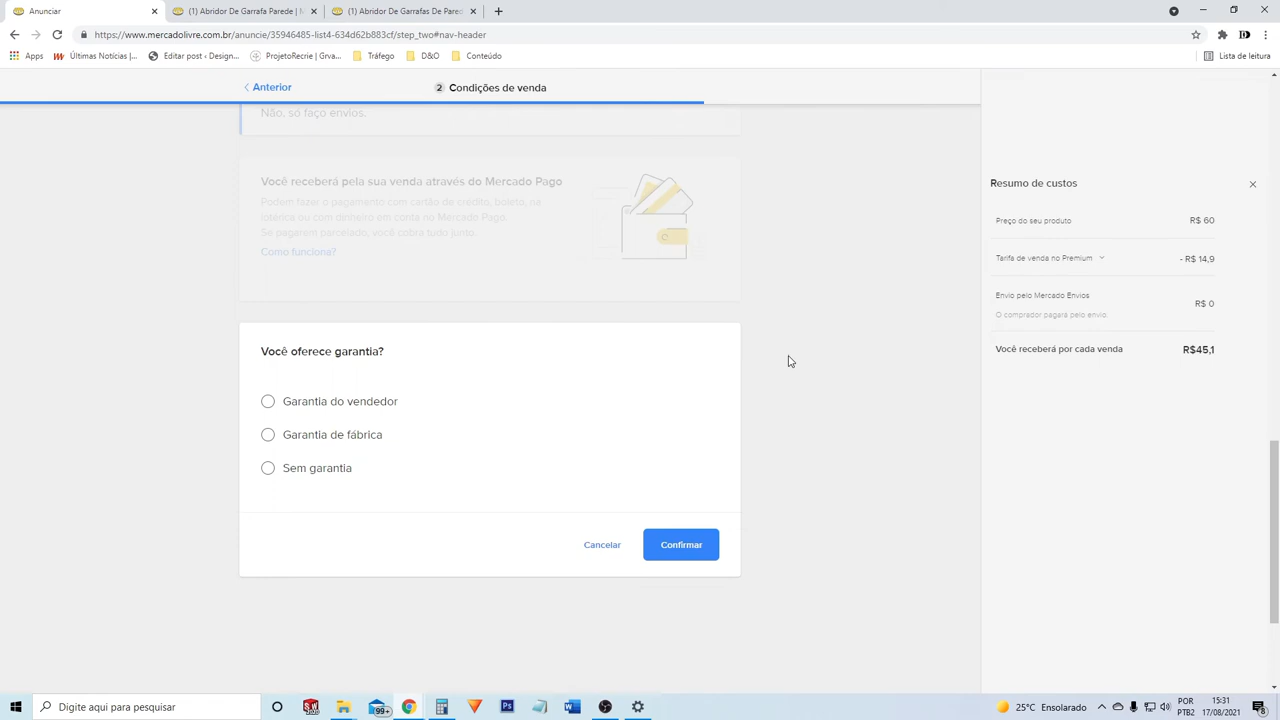 Anunciar
(1) Abridor De Garrafa Parede | M
(1) Abridor De Garrafas De Pared
https://www.mercadolivre.com.br/anuncie/35946485-list4-634d62b883cf/step_two#nav-header
Apps
Últimas Notícias |...
Editar post ‹ Design...
ProjetoRecrie | Grva...
Tráfego
D&O
Conteúdo
Lista de leitura
Anterior
2 Condições de venda
Não, só faço envios.
Você receberá pela sua venda através do Mercado Pago
Podem fazer o pagamento com cartão de crédito, boleto, na
lotérica ou com dinheiro em conta no Mercado Pago.
Se pagarem parcelado, você cobra tudo junto.
Como funciona?
Você oferece garantia?
Garantia do vendedor
Garantia de fábrica
Sem garantia
Cancelar
Confirmar
Resumo de custos
Preço do seu produto
R$ 60
Tarifa de venda no Premium
- R$ 14,9
Envio pelo Mercado Envios
R$ 0
O comprador pagará pelo envio.
Você receberá por cada venda
R$45,1
Digite aqui para pesquisar
99+
25°C Ensolarado
POR
PTB2
15:31
17/08/2021